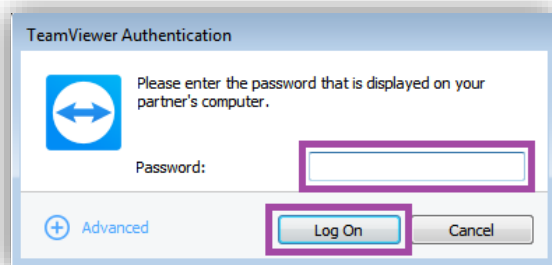 TeamViewer Authentication
Please enter the password that is displayed on your
partner's computer.
Password:
Advanced
Log On
Cancel